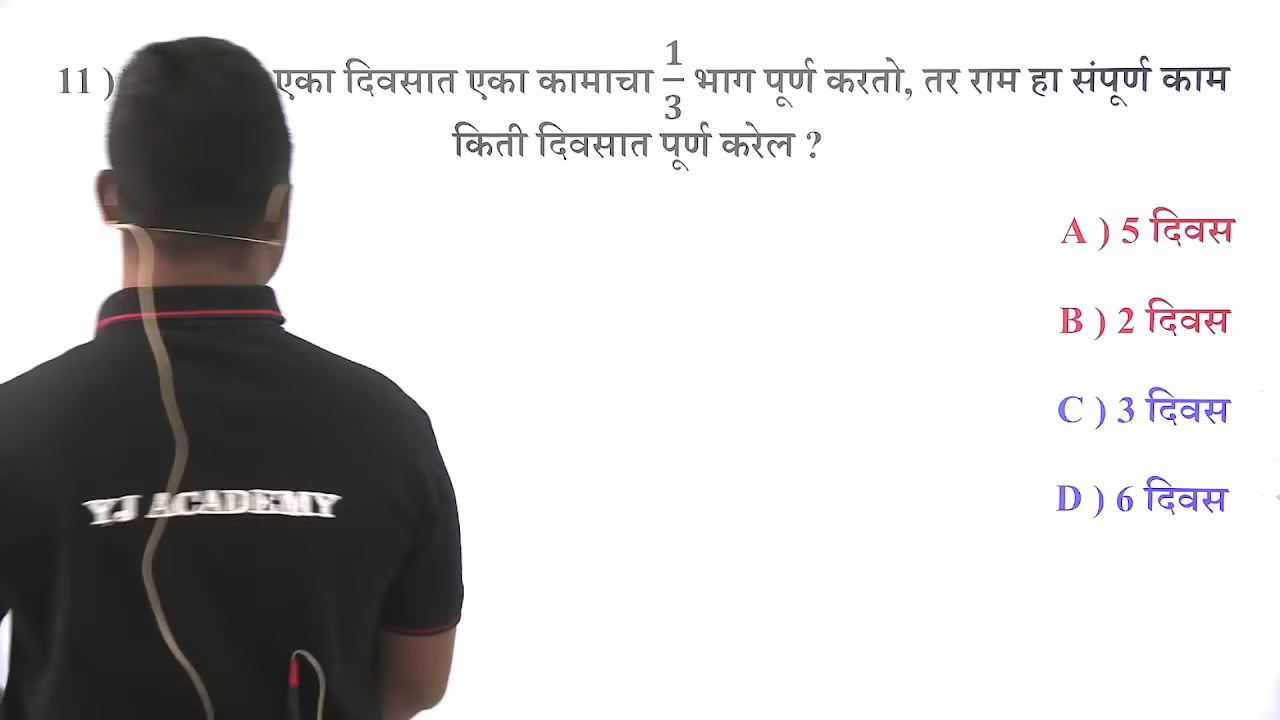 11 ) एका दिवसात एका कामाचा 1/3 भाग पूर्ण करतो, तर राम हा संपूर्ण काम
किती दिवसात पूर्ण करेल ?
A ) 5 दिवस
B ) 2 दिवस
C ) 3 दिवस
D ) 6 दिवस
YJ ACADEMY